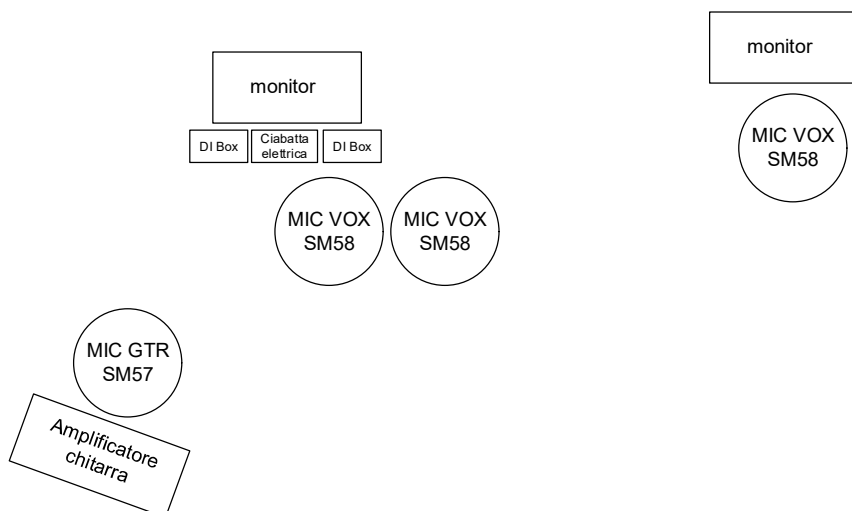 monitor
monitor
DI Box
Ciabatta
elettrica
DI Box
MIC VOX
SM58
MIC VOX
SM58
MIC VOX
SM58
MIC GTR
SM57
Amplificatore
chitarra